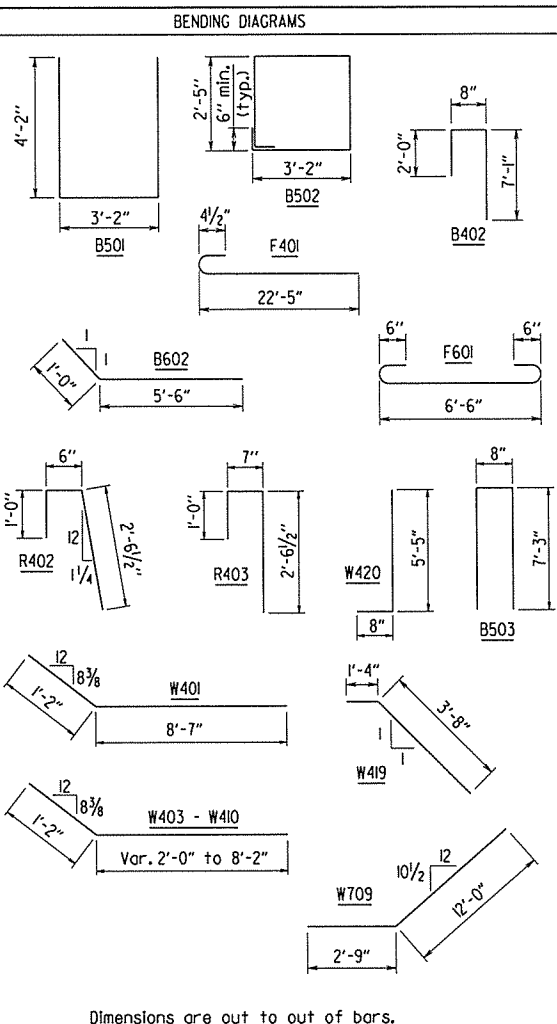 BENDING DIAGRAMS
4'-2"
3'-2"
B501
2'-5"
6" min.
(typ.)
3'-2"
B502
8"
2'-0"
7'-1"
B402
4½"
F401
22'-5"
1
1
1'-0"
B602
5'-6"
6"
6"
F601
6'-6"
6"
1'-0"
12
1¼
2'-6½"
R402
7"
1'-0"
2'-6½"
R403
W420
5'-5"
8"
8"
7'-3"
B503
12
8⅜
1'-2"
W401
8'-7"
1'-4"
3'-8"
1
1
W419
12
8⅜
1'-2"
W403 - W410
Var. 2'-0" to 8'-2"
12
10½
W709
12'-0"
2'-9"
Dimensions are out to out of bars.